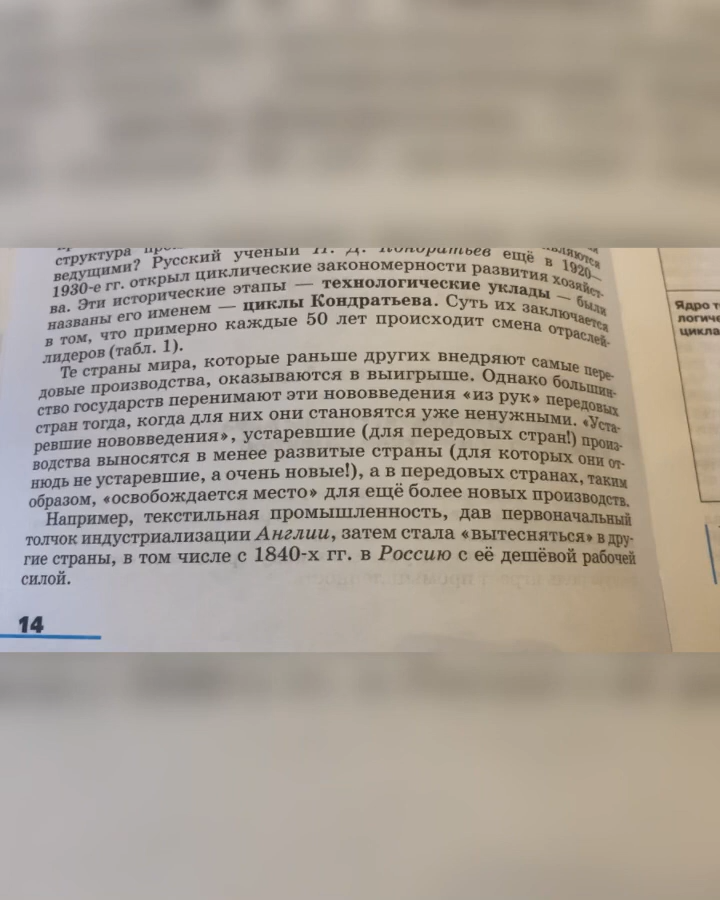 структура
ведущими? Русский учёный Н. Д. Кондратьев ещё в 1920—
1930-е гг. открыл циклические закономерности развития хозяйст-
ва. Эти исторические этапы — технологические уклады — были
названы его именем — циклы Кондратьева. Суть их заключается
в том, что примерно каждые 50 лет происходит смена отраслей-
лидеров (табл. 1).
Те страны мира, которые раньше других внедряют самые пере-
довые производства, оказываются в выигрыше. Однако большин-
ство государств перенимают эти нововведения «из рук» передовых
стран тогда, когда для них они становятся уже ненужными. «Уста-
ревшие нововведения», устаревшие (для передовых стран!) произ-
водства выносятся в менее развитые страны (для которых они от-
нюдь не устаревшие, а очень новые!), а в передовых странах, таким
образом, «освобождается место» для ещё более новых производств.
Например, текстильная промышленность, дав первоначальный
толчок индустриализации Англии, затем стала «вытесняться» в дру-
гие страны, в том числе с 1840-х гг. в Россию с её дешёвой рабочей
силой.
14
Ядро т
логиче
цикла